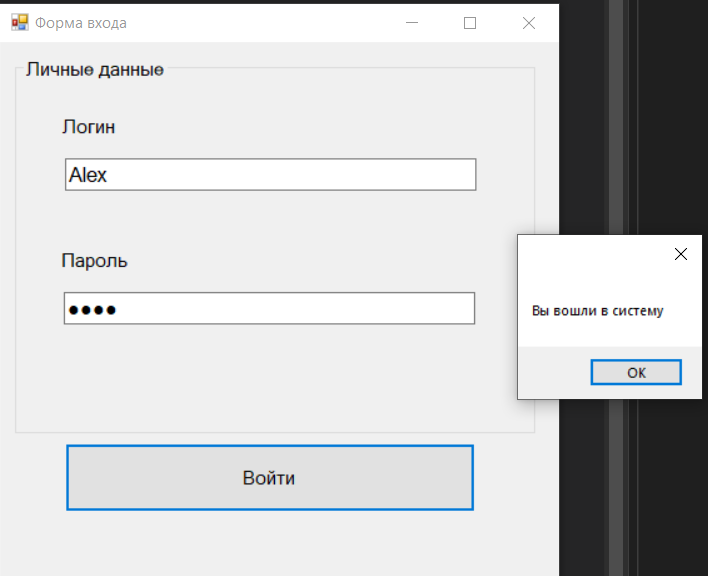 Форма входа
Личные данные
Логин
Alex
Пароль
••••
Вы вошли в систему
OK
Войти